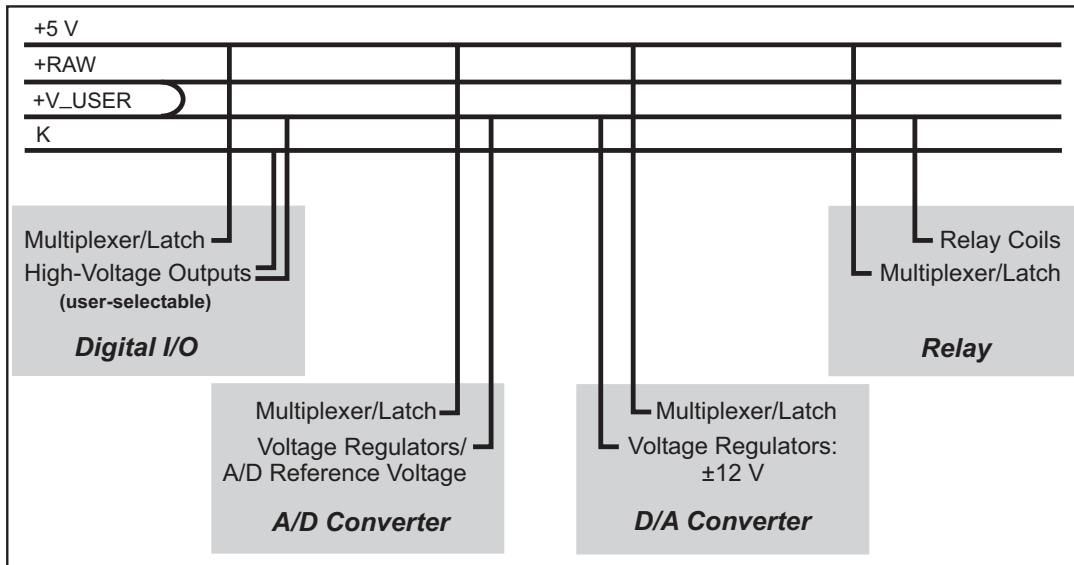 +5 V
+RAW
+V_USER
K
Multiplexer/Latch
High-Voltage Outputs
(user-selectable)
Digital I/O
Multiplexer/Latch
Voltage Regulators/
A/D Reference Voltage
A/D Converter
Multiplexer/Latch
Voltage Regulators:
±12 V
D/A Converter
Relay Coils
Multiplexer/Latch
Relay